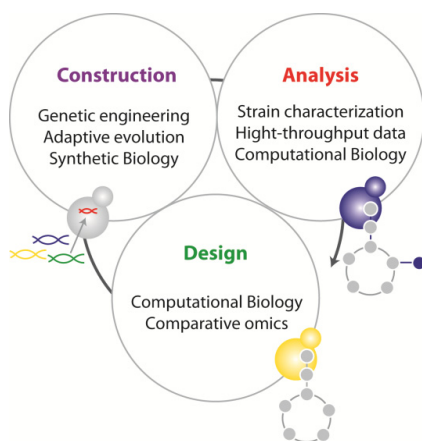 Construction
Genetic engineering
Adaptive evolution
Synthetic Biology
Analysis
Strain characterization
Hight-throughput data
Computational Biology
Design
Computational Biology
Comparative omics